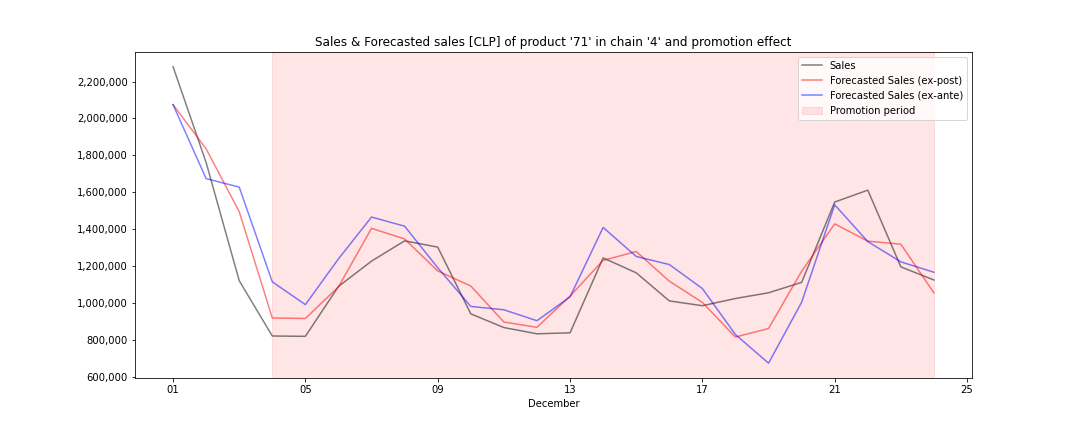 Sales & Forecasted sales [CLP] of product '71' in chain '4' and promotion effect
Sales
Forecasted Sales (ex-post)
Forecasted Sales (ex-ante)
Promotion period
2,200,000
2,000,000
1,800,000
1,600,000
1,400,000
1,200,000
1,000,000
800,000
600,000
01 05 09 13 17 21 25
December